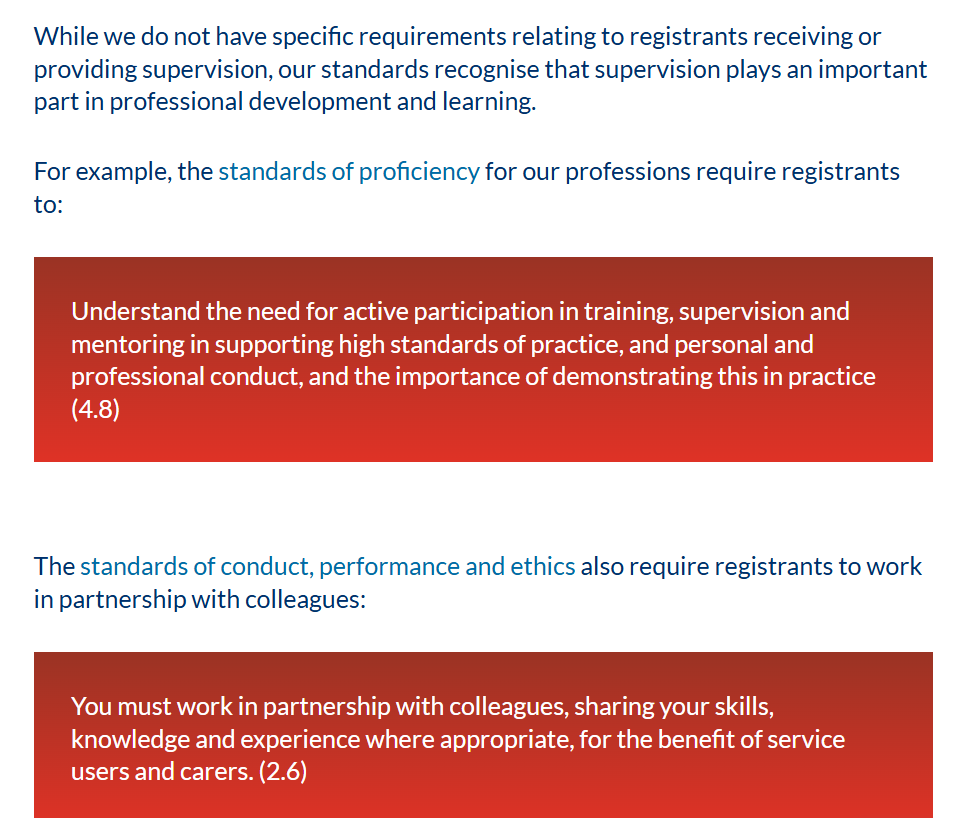 While we do not have specific requirements relating to registrants receiving or
providing supervision, our standards recognise that supervision plays an important
part in professional development and learning.
For example, the standards of proficiency for our professions require registrants
to:
Understand the need for active participation in training, supervision and
mentoring in supporting high standards of practice, and personal and
professional conduct, and the importance of demonstrating this in practice
(4.8)
The standards of conduct, performance and ethics also require registrants to work
in partnership with colleagues:
You must work in partnership with colleagues, sharing your skills,
knowledge and experience where appropriate, for the benefit of service
users and carers. (2.6)